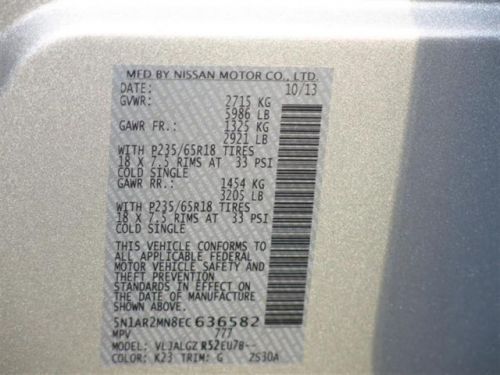 MFD BY NISSAN MOTOR CO., LTD.
DATE: 10/13
GVWR: 2715 KG
5986 LB
GAWR FR.: 1325 KG
2921 LB
WITH P235/65R18 TIRES
18 X 7.5 RIMS AT 33 PSI
COLD SINGLE
GAWR RR.: 1454 KG
3205 LB
WITH P235/65R18 TIRES
18 X 7.5 RIMS AT 33 PSI
COLD SINGLE
THIS VEHICLE CONFORMS TO
ALL APPLICABLE FEDERAL
MOTOR VEHICLE SAFETY AND
THEFT PREVENTION
STANDARDS IN EFFECT ON
THE DATE OF MANUFACTURE
SHOWN ABOVE.
5N1AR2MN8EC636582
MPV 777
MODEL: VLJALGZ R52EU7B--
COLOR: K23 TRIM: G ZS30A